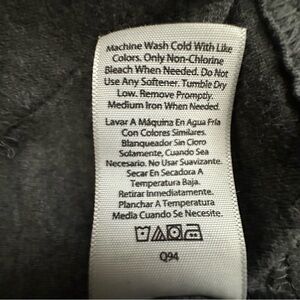 Machine Wash Cold With Like
Colors. Only Non-Chlorine
Bleach When Needed. Do Not
Use Any Softener. Tumble Dry
Low. Remove Promptly.
Medium Iron When Needed.
Lavar A Máquina En Agua Fría
Con Colores Similares.
Blanqueador Sin Cloro
Solamente, Cuando Sea
Necesario. No Usar Suavizante.
Secar En Secadora A
Temperatura Baja.
Retirar Inmediatamente.
Planchar A Temperatura
Media Cuando Se Necesite.
Q94